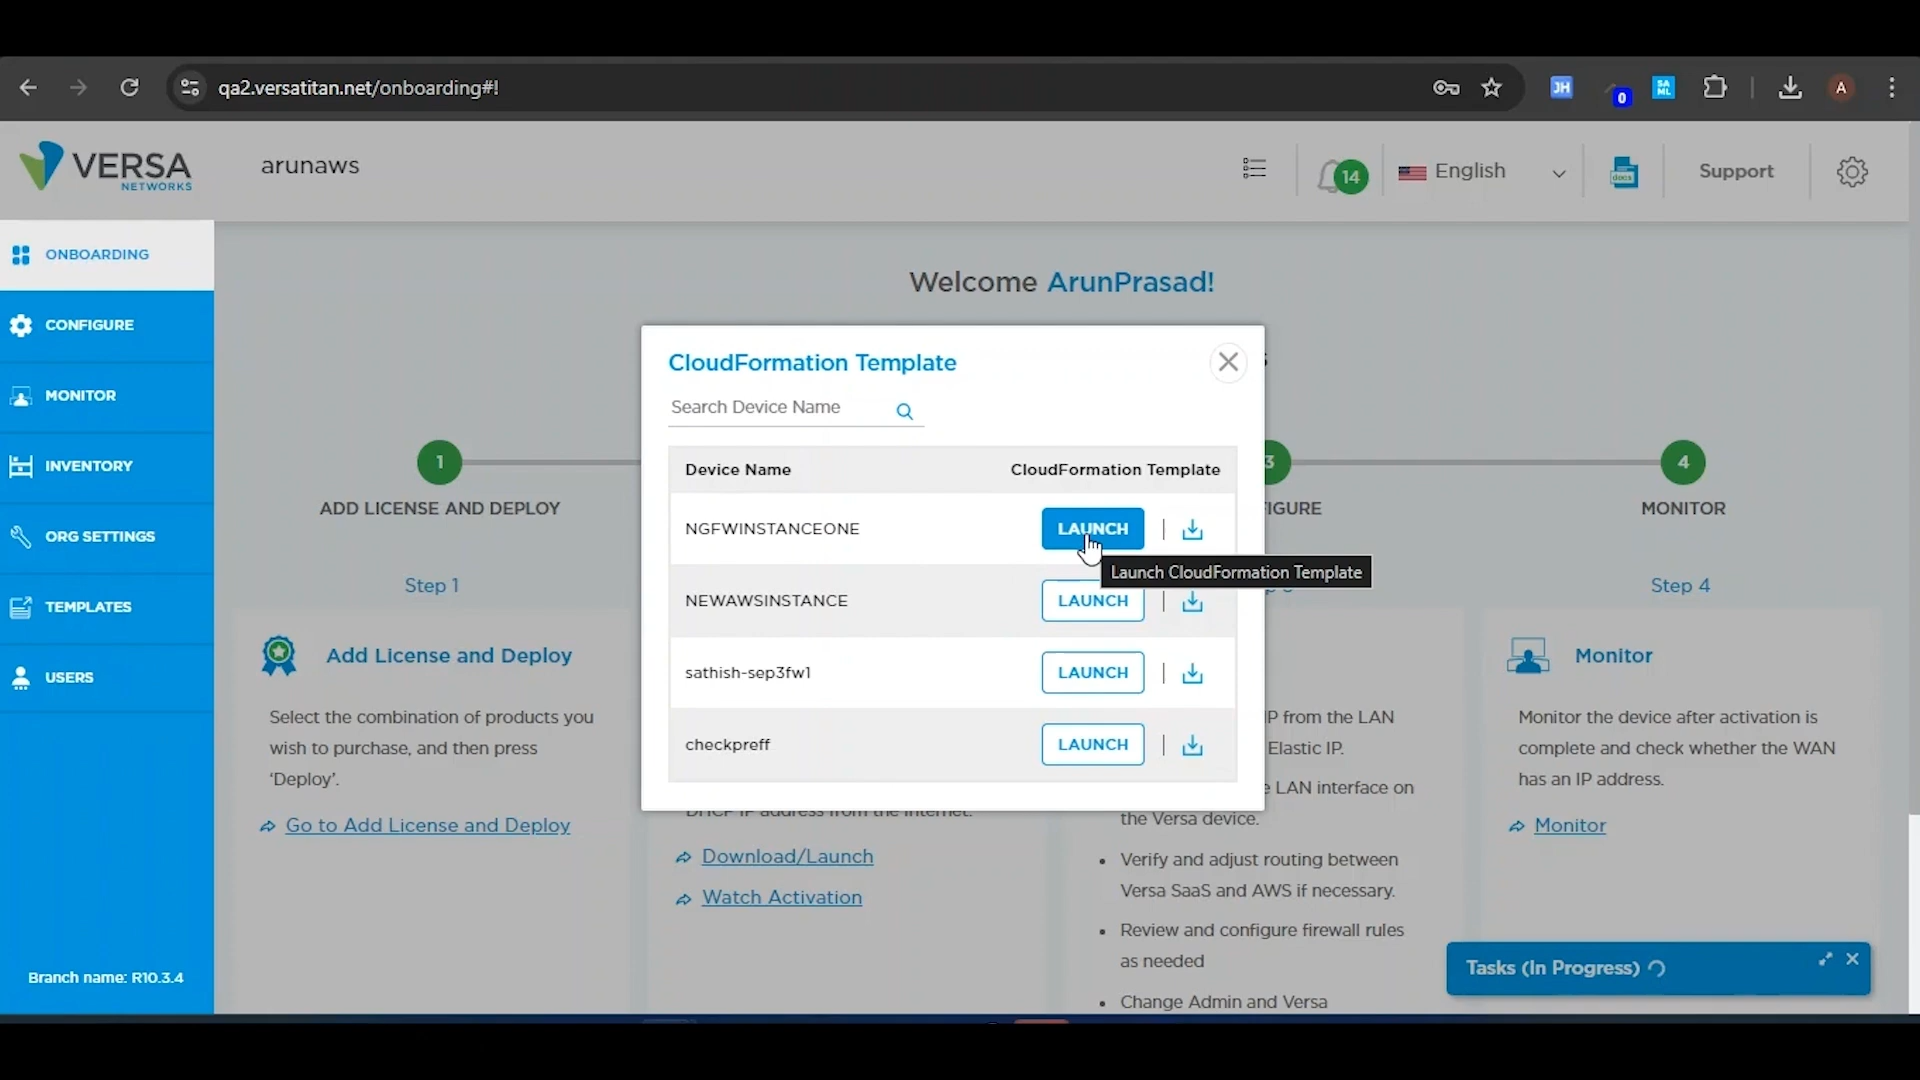 qa2.versatitan.net/onboarding#!
JH
0
SA
ML
A
VERSA
NETWORKS
arunaws
14
English
docs
Support
ONBOARDING
CONFIGURE
MONITOR
INVENTORY
ORG SETTINGS
TEMPLATES
USERS
Branch name: R10.3.4
Welcome ArunPrasad!
1
ADD LICENSE AND DEPLOY
3
IGURE
4
MONITOR
CloudFormation Template
Search Device Name
Device Name CloudFormation Template
NGFWINSTANCEONE LAUNCH
Launch CloudFormation Template
NEWAWSINSTANCE LAUNCH
sathish-sep3fw1 LAUNCH
checkpreff LAUNCH
Step 1
Add License and Deploy
Select the combination of products you
wish to purchase, and then press
‘Deploy’.
Go to Add License and Deploy
DHCP IP address from the Internet.
Download/Launch
Watch Activation
P from the LAN
Elastic IP.
LAN interface on
the Versa device.
• Verify and adjust routing between
Versa SaaS and AWS if necessary.
• Review and configure firewall rules
as needed
• Change Admin and Versa
Step 4
Monitor
Monitor the device after activation is
complete and check whether the WAN
has an IP address.
Monitor
Tasks (In Progress)